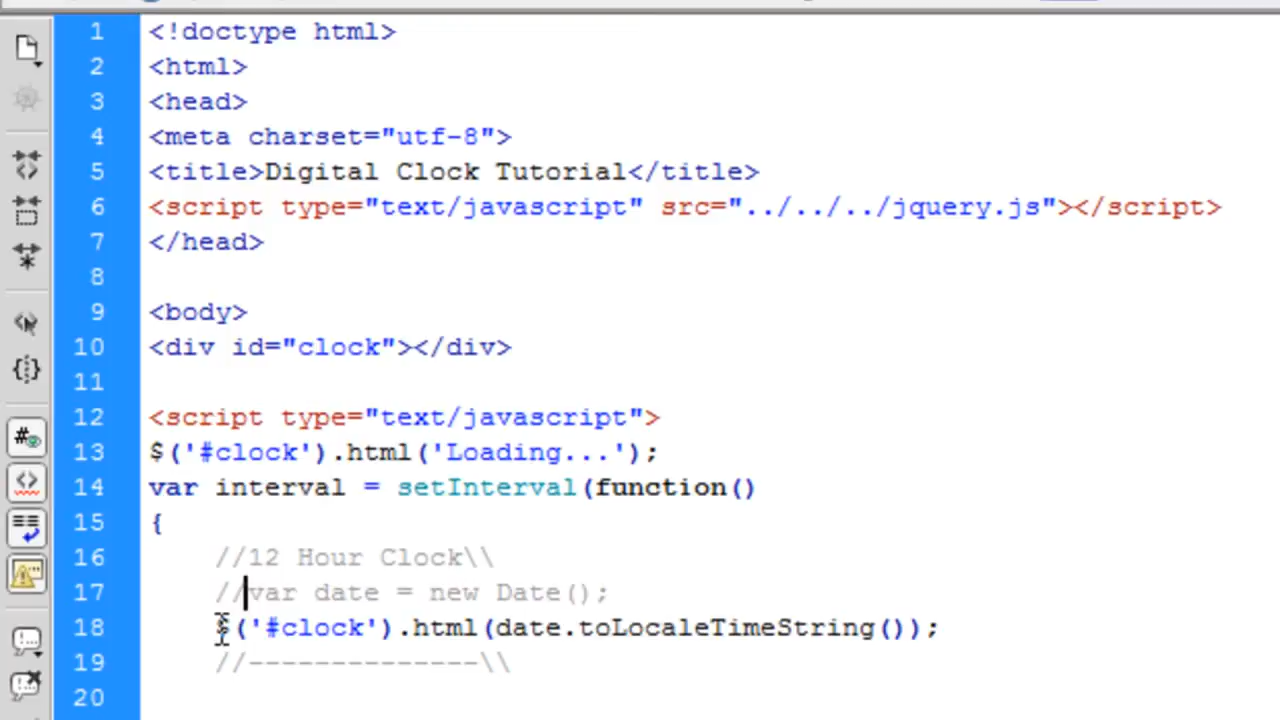 1 <!doctype html>
2 <html>
3 <head>
4 <meta charset="utf-8">
5 <title>Digital Clock Tutorial</title>
6 <script type="text/javascript" src="../../../jquery.js"></script>
7 </head>
8
9 <body>
10 <div id="clock"></div>
11
12 <script type="text/javascript">
13 $('#clock').html('Loading...');
14 var interval = setInterval(function()
15 {
16 //12 Hour Clock\\
17 //var date = new Date();
18 $('#clock').html(date.toLocaleTimeString());
19 //--------------\\
20